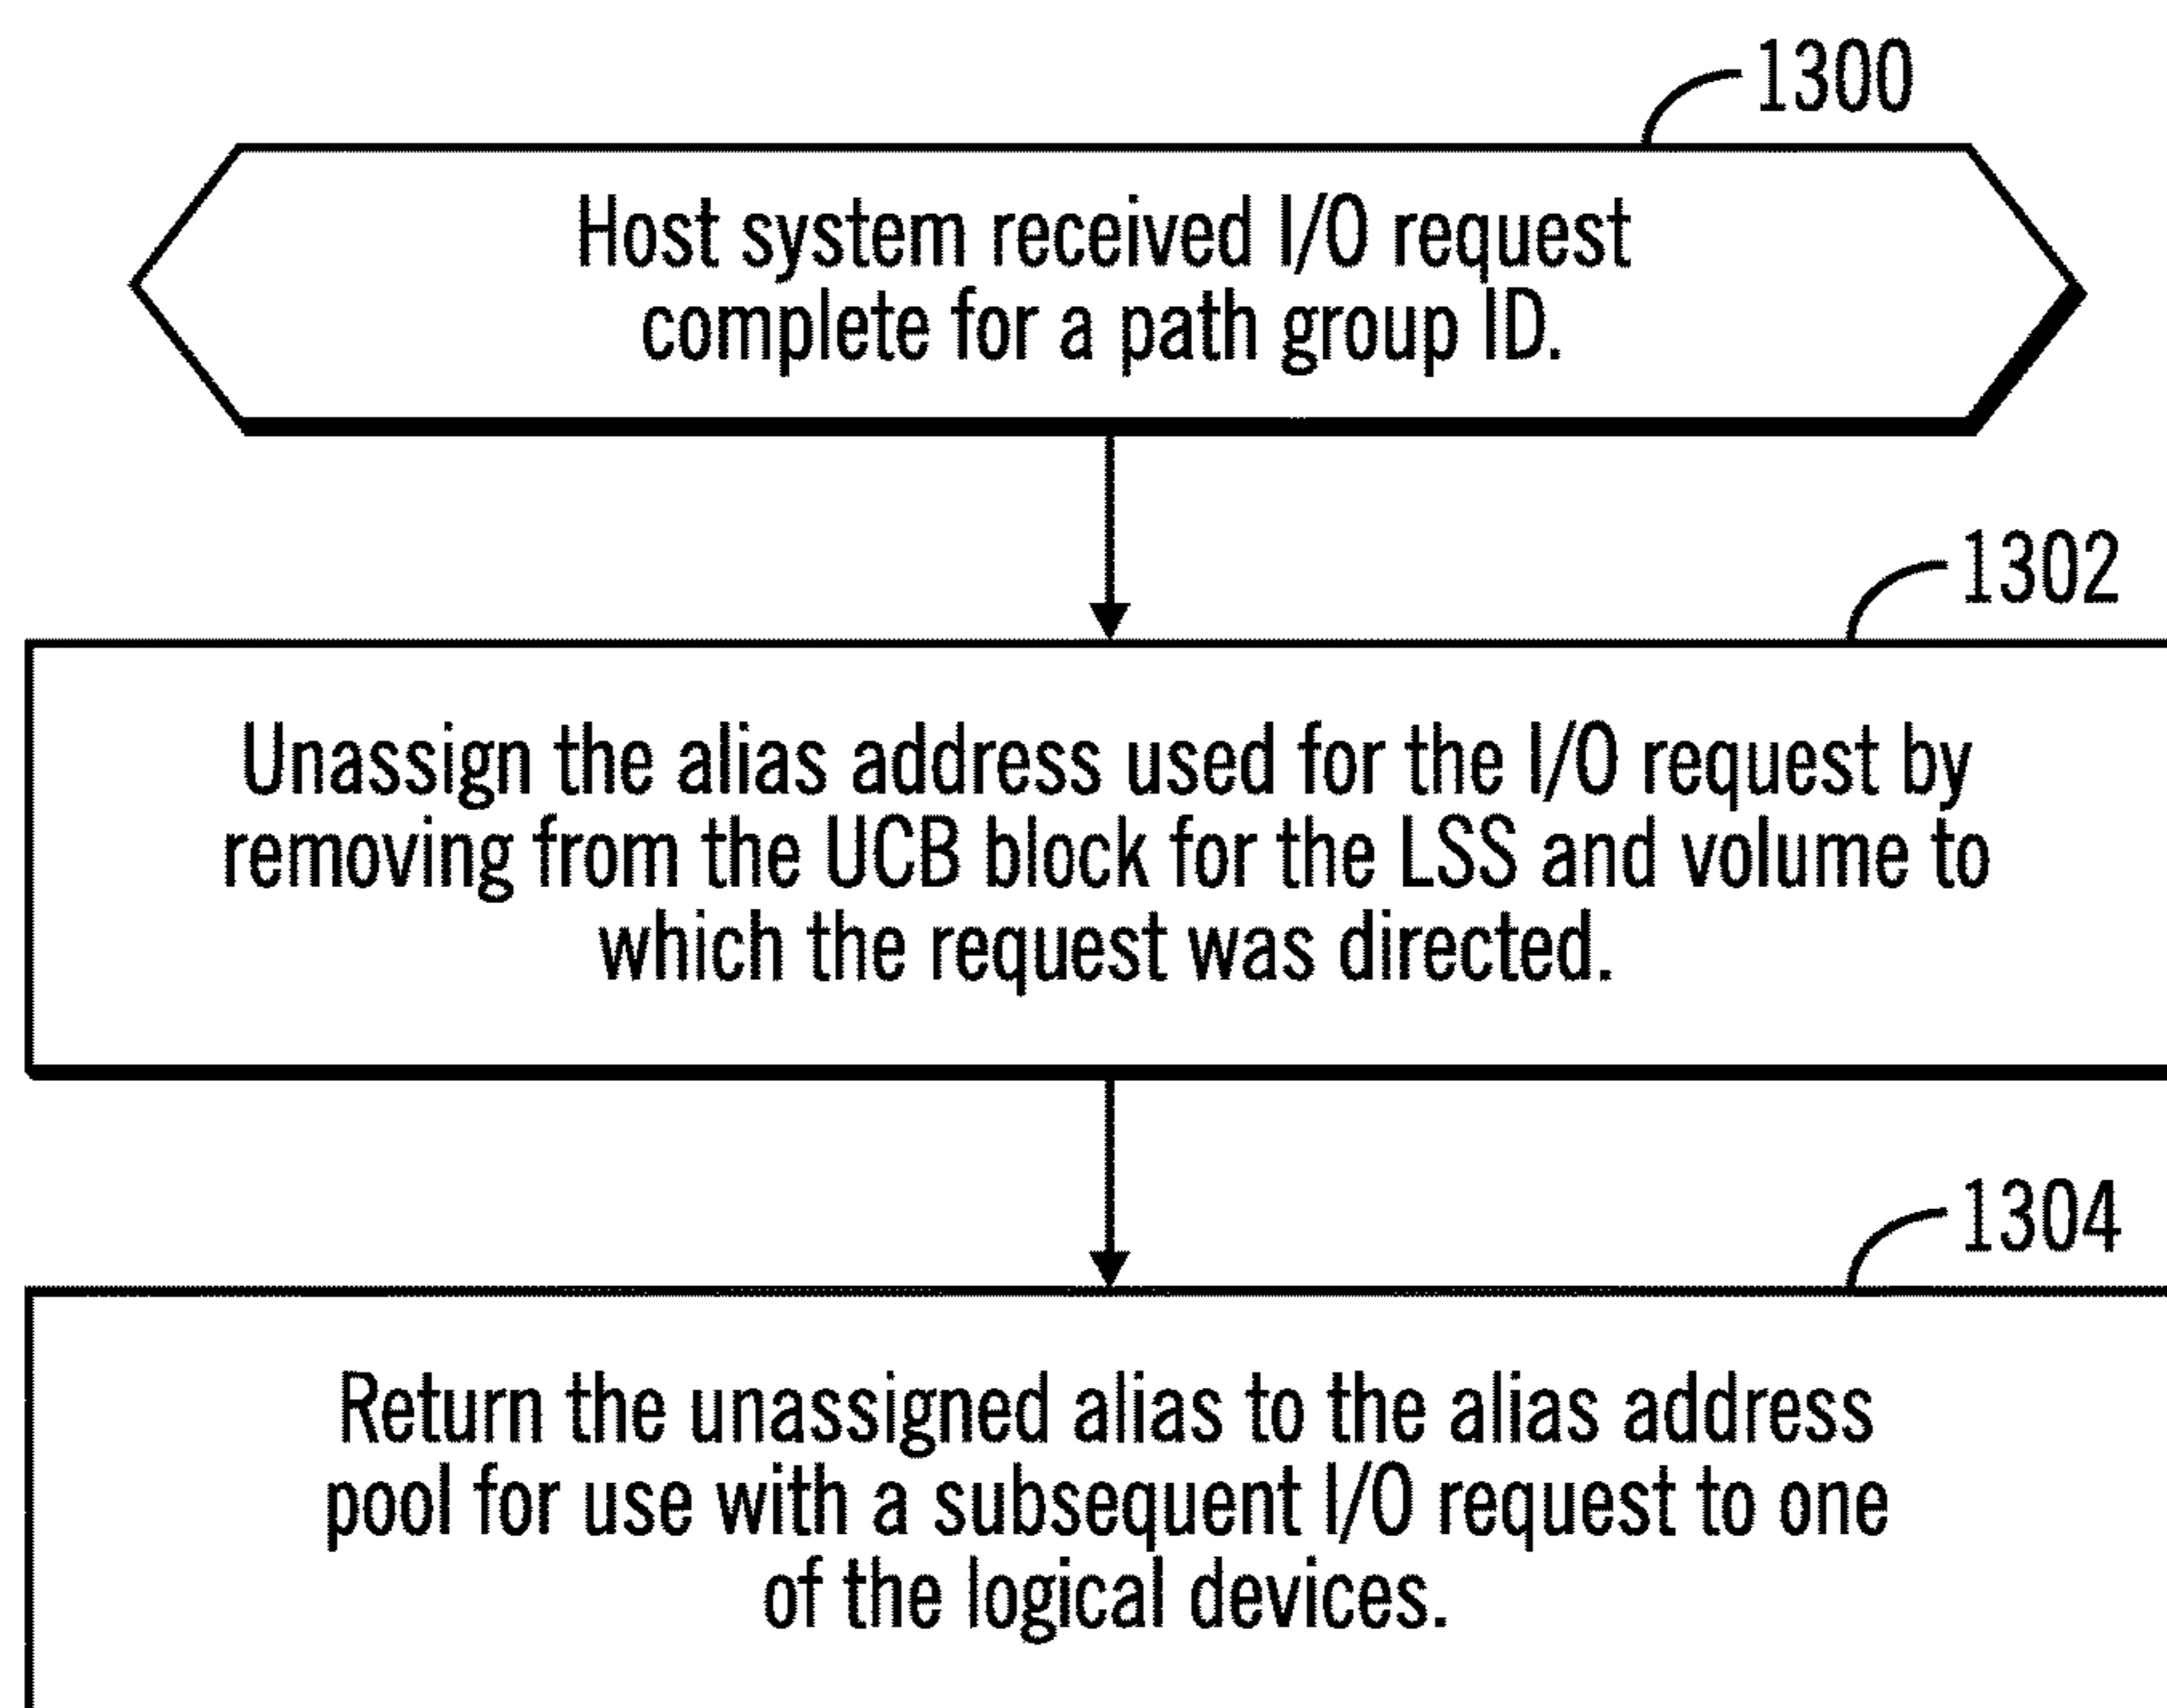 1300
Host system received I/O request
complete for a path group ID.
1302
Unassign the alias address used for the I/O request by
removing from the UCB block for the LSS and volume to
which the request was directed.
1304
Return the unassigned alias to the alias address
pool for use with a subsequent I/O request to one
of the logical devices.